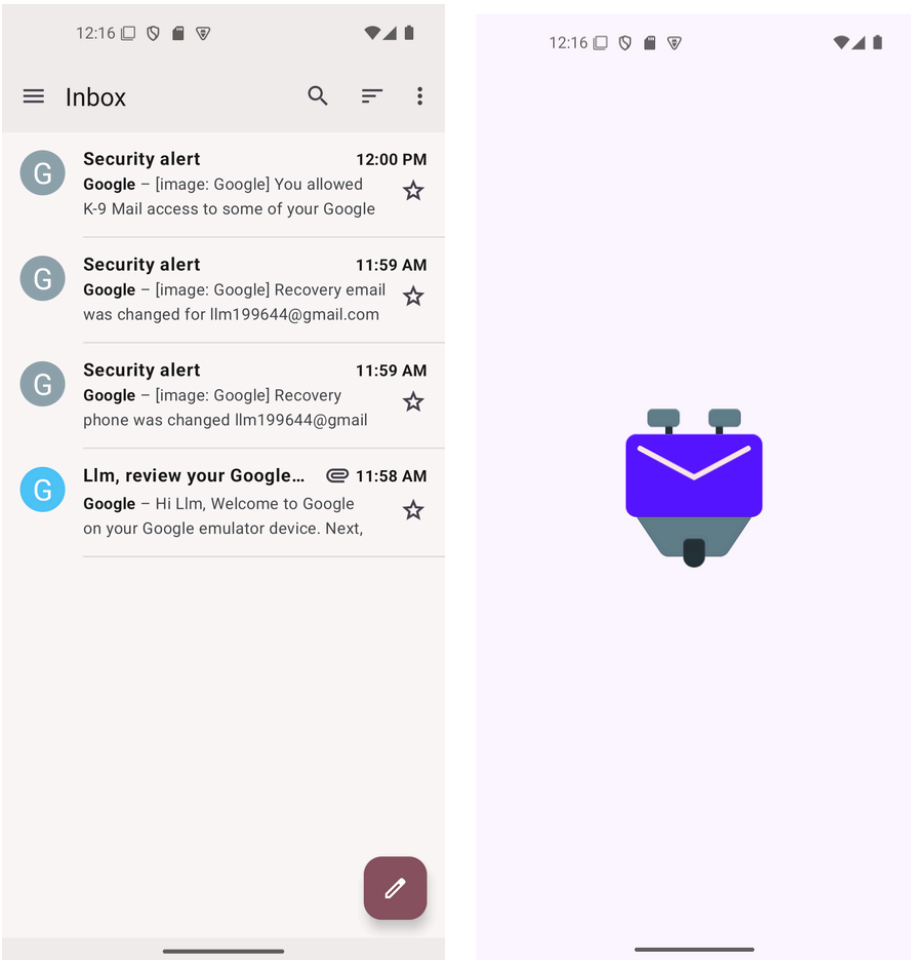 12:16
Inbox
Security alert 12:00 PM
Google – [image: Google] You allowed
K-9 Mail access to some of your Google
Security alert 11:59 AM
Google – [image: Google] Recovery email
was changed for llm199644@gmail.com
Security alert 11:59 AM
Google – [image: Google] Recovery
phone was changed llm199644@gmail
Llm, review your Google… 11:58 AM
Google – Hi Llm, Welcome to Google
on your Google emulator device. Next,
G
G
G
G
12:16